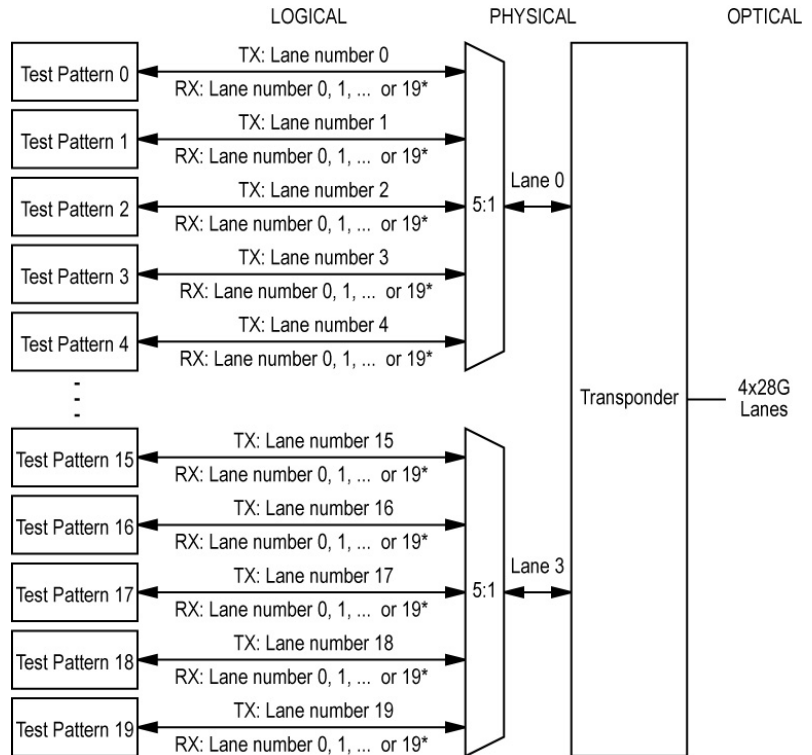 LOGICAL PHYSICAL OPTICAL
TX: Lane number 0
Test Pattern 0
RX: Lane number 0, 1, ... or 19*
TX: Lane number 1
Test Pattern 1
RX: Lane number 0, 1, ... or 19*
TX: Lane number 2
Test Pattern 2
RX: Lane number 0, 1, ... or 19*
5:1
Lane 0
TX: Lane number 3
Test Pattern 3
RX: Lane number 0, 1, ... or 19*
TX: Lane number 4
Test Pattern 4
RX: Lane number 0, 1, ... or 19*
Transponder
4x28G
Lanes
TX: Lane number 15
Test Pattern 15
RX: Lane number 0, 1, ... or 19*
TX: Lane number 16
Test Pattern 16
RX: Lane number 0, 1, ... or 19*
TX: Lane number 17
Test Pattern 17
RX: Lane number 0, 1, ... or 19*
5:1
Lane 3
TX: Lane number 18
Test Pattern 18
RX: Lane number 0, 1, ... or 19*
TX: Lane number 19
Test Pattern 19
RX: Lane number 0, 1, ... or 19*